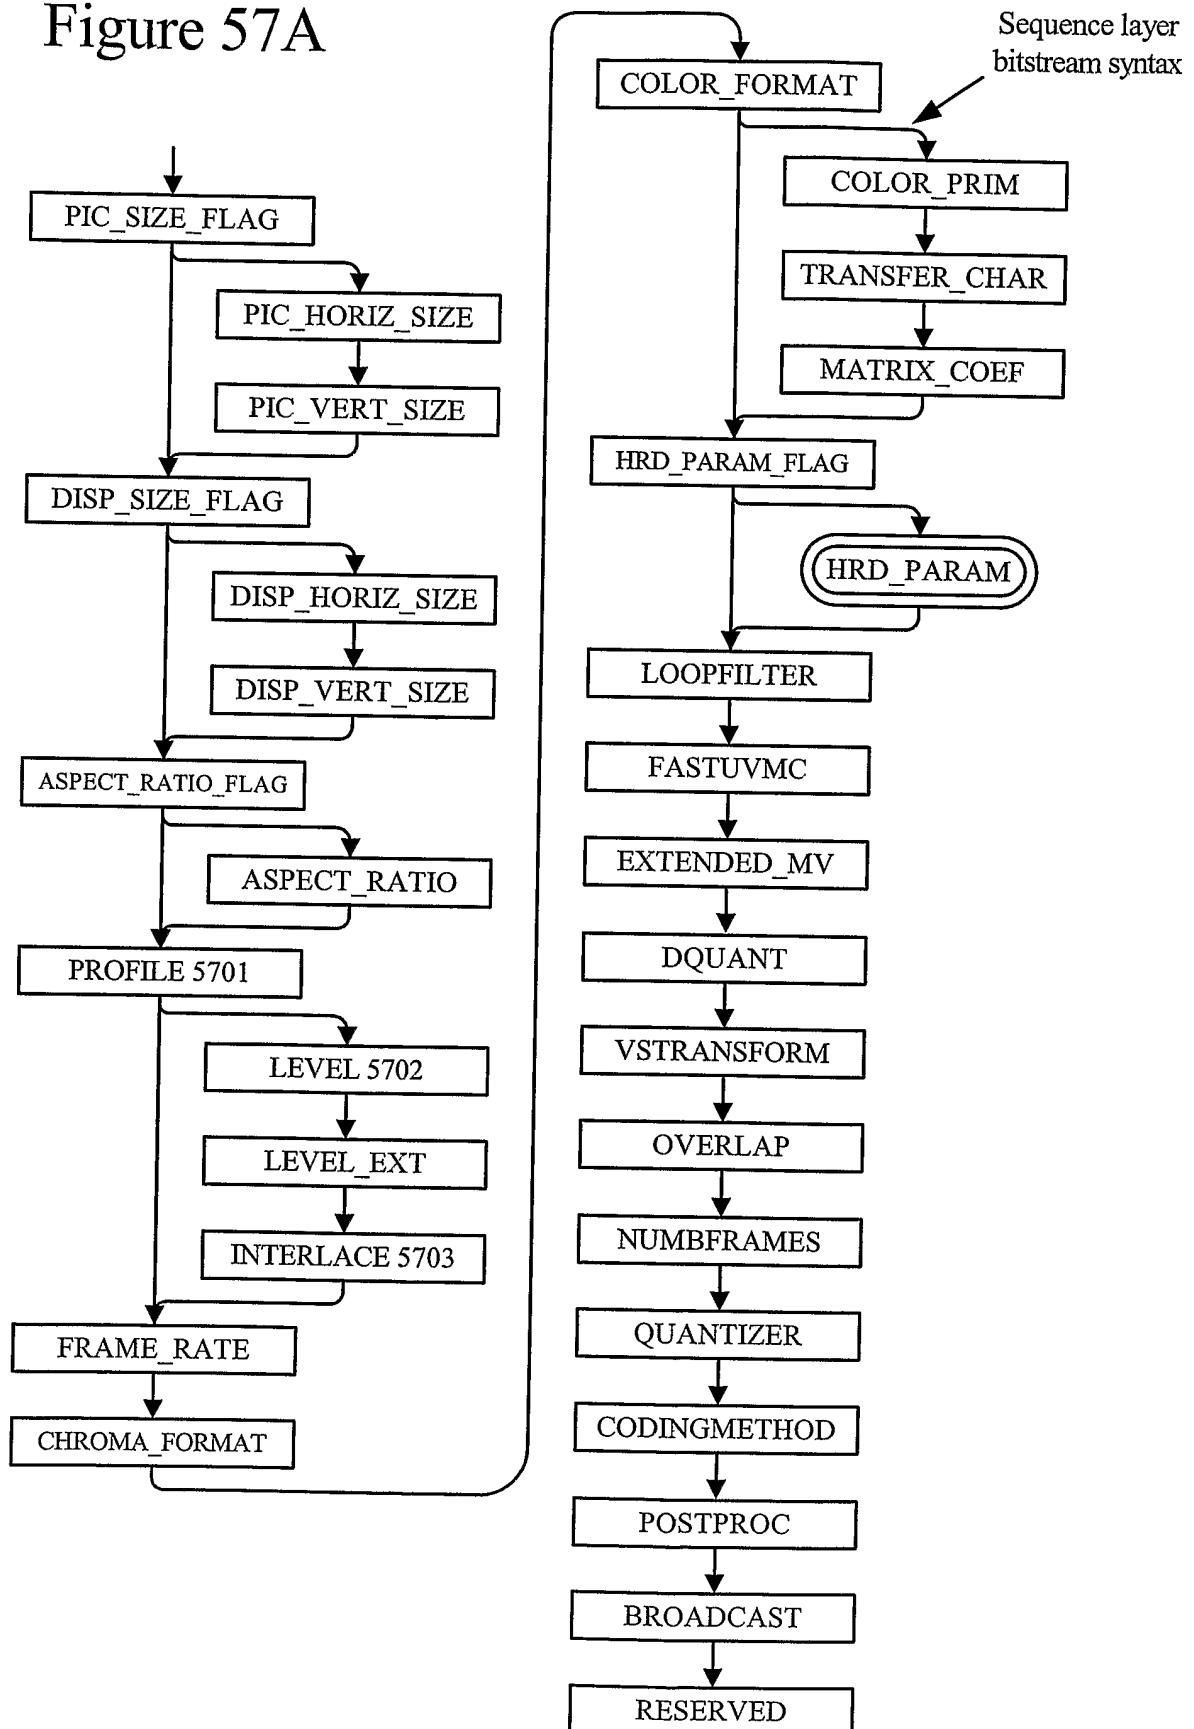 Figure 57A
Sequence layer
bitstream syntax
PIC_SIZE_FLAG
PIC_HORIZ_SIZE
PIC_VERT_SIZE
DISP_SIZE_FLAG
DISP_HORIZ_SIZE
DISP_VERT_SIZE
ASPECT_RATIO_FLAG
ASPECT_RATIO
PROFILE 5701
LEVEL 5702
LEVEL_EXT
INTERLACE 5703
FRAME_RATE
CHROMA_FORMAT
COLOR_FORMAT
COLOR_PRIM
TRANSFER_CHAR
MATRIX_COEF
HRD_PARAM_FLAG
HRD_PARAM
LOOPFILTER
FASTUVMC
EXTENDED_MV
DQUANT
VSTRANSFORM
OVERLAP
NUMBFRAMES
QUANTIZER
CODINGMETHOD
POSTPROC
BROADCAST
RESERVED